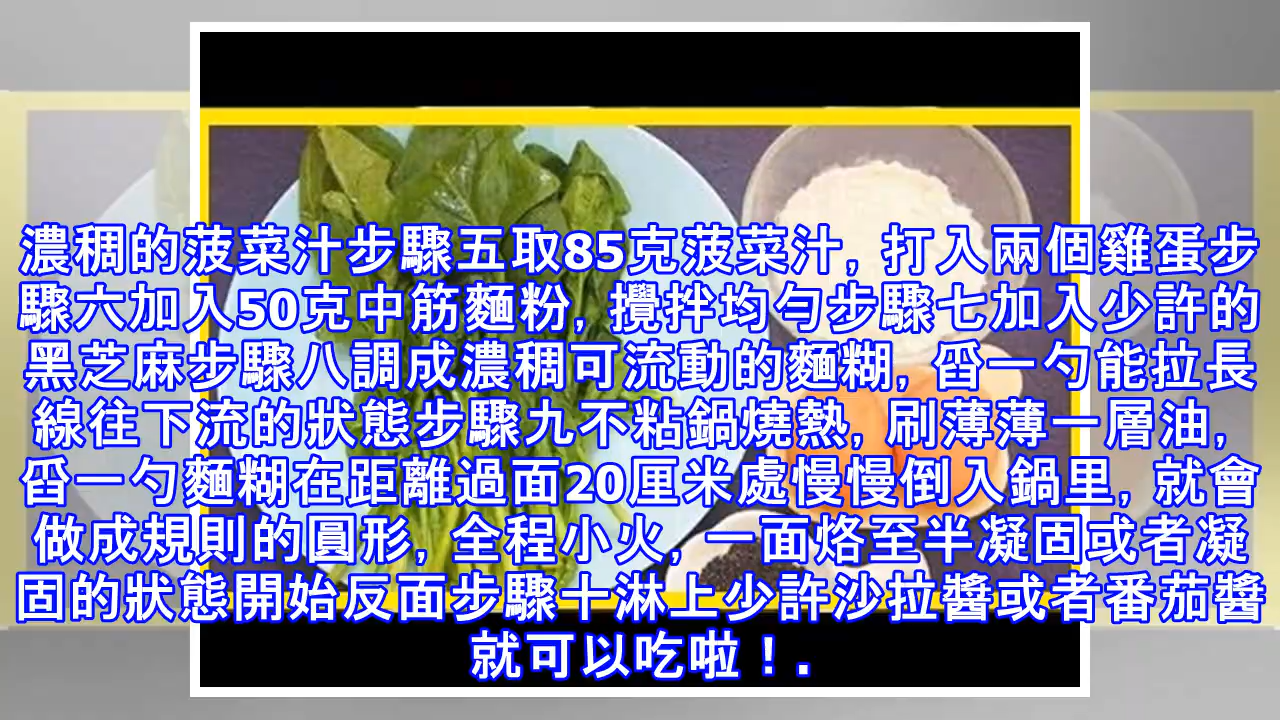 濃稠的菠菜汁步驟五取85克菠菜汁, 打入兩個雞蛋步
驟六加入50克中筋麵粉, 攪拌均勻步驟七加入少許的
黑芝麻步驟八調成濃稠可流動的麵糊, 舀一勺能拉長
線往下流的狀態步驟九不粘鍋燒熱, 刷薄薄一層油,
舀一勺麵糊在距離過面20厘米處慢慢倒入鍋里, 就會
做成規則的圓形, 全程小火, 一面烙至半凝固或者凝
固的狀態開始反面步驟十淋上少許沙拉醬或者番茄醬
就可以吃啦！.